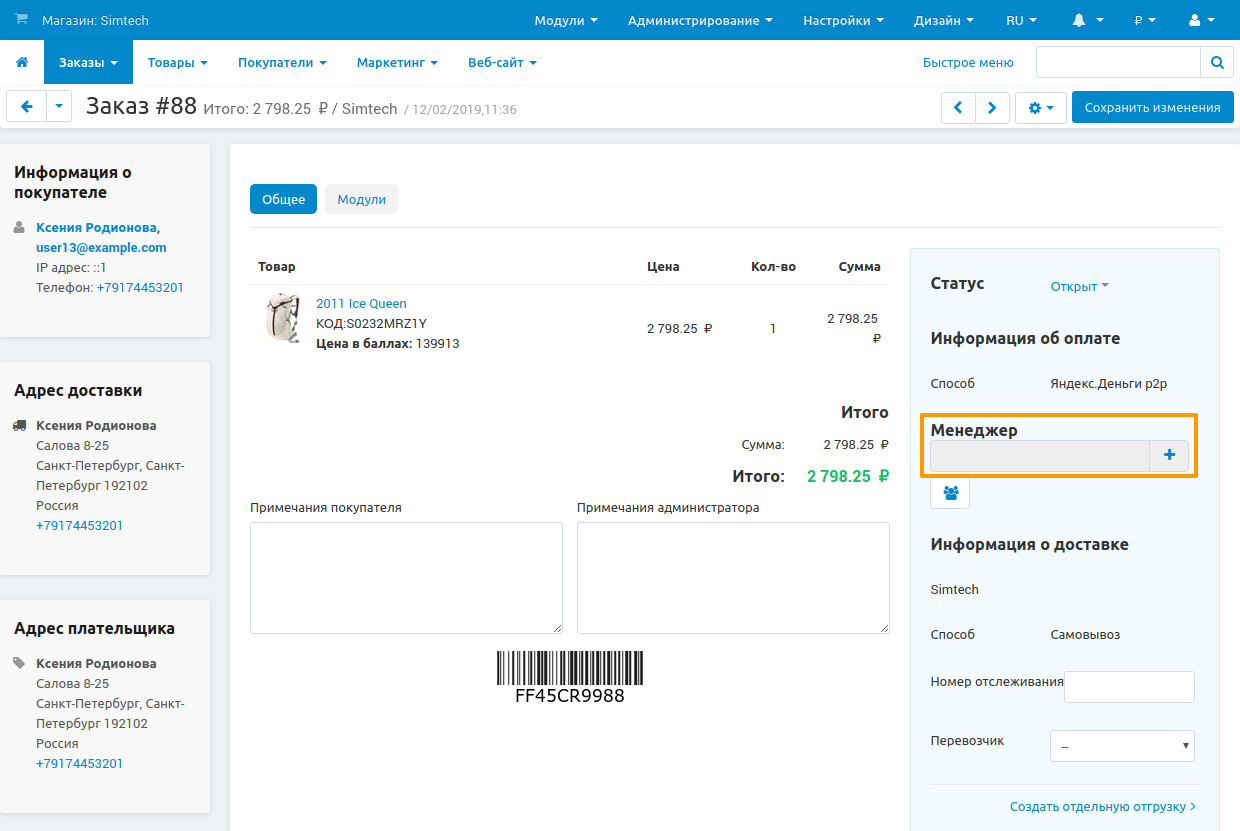 Магазин: Simtech
Модули
Администрирование
Настройки
Дизайн
RU
₽
Заказы
Товары
Покупатели
Маркетинг
Веб-сайт
Быстрое меню
Заказ #88 Итого: 2 798.25 ₽ / Simtech / 12/02/2019,11:36
Сохранить изменения
Информация о
покупателе
Ксения Родионова,
user13@example.com
IP адрес: ::1
Телефон: +79174453201
Адрес доставки
Ксения Родионова
Салова 8-25
Санкт-Петербург, Санкт-
Петербург 192102
Россия
+79174453201
Адрес плательщика
Ксения Родионова
Салова 8-25
Санкт-Петербург, Санкт-
Петербург 192102
Россия
+79174453201
Общее
Модули
Товар
Цена
Кол-во
Сумма
2011 Ice Queen
КОД:S0232MRZ1Y
Цена в баллах: 139913
2 798.25 ₽
1
2 798.25
₽
Итого
Сумма: 2 798.25 ₽
Итого: 2 798.25 ₽
Примечания покупателя
Примечания администратора
FF45CR9988
Статус
Открыт
Информация об оплате
Способ
Яндекс.Деньги p2p
Менеджер
Информация о доставке
Simtech
Способ
Самовывоз
Номер отслеживания
Перевозчик
--
Создать отдельную отгрузку